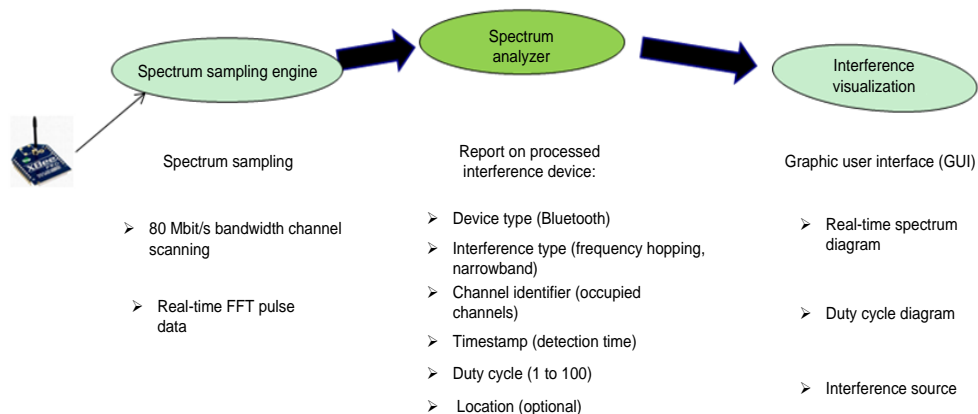 Spectrum sampling engine
Spectrum
analyzer
Interference
visualization
XBee
Spectrum sampling
➢ 80 Mbit/s bandwidth channel
scanning
➢ Real-time FFT pulse
data
Report on processed
interference device:
➢ Device type (Bluetooth)
➢ Interference type (frequency hopping,
narrowband)
➢ Channel identifier (occupied
channels)
➢ Timestamp (detection time)
➢ Duty cycle (1 to 100)
➢ Location (optional)
Graphic user interface (GUI)
➢ Real-time spectrum
diagram
➢ Duty cycle diagram
➢ Interference source